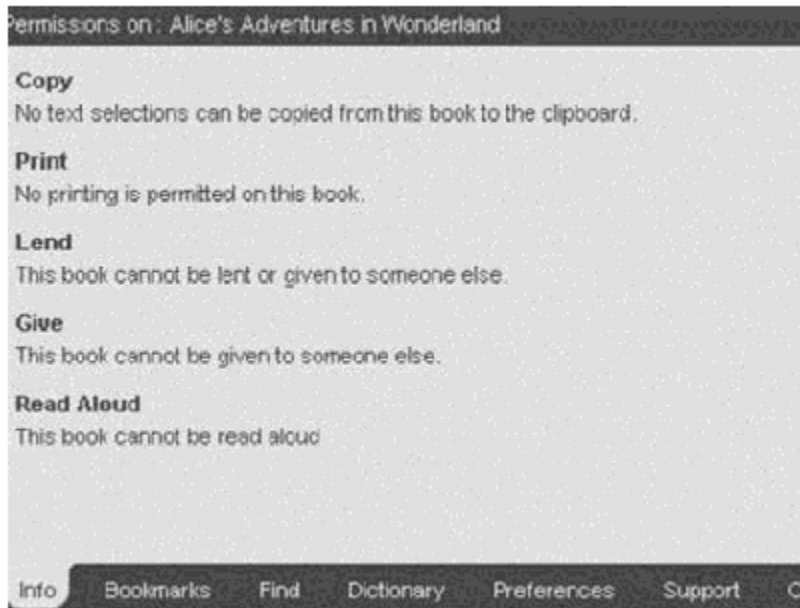 Permissions on: Alice's Adventures in Wonderland
Copy
No text selections can be copied from this book to the clipboard.
Print
No printing is permitted on this book.
Lend
This book cannot be lent or given to someone else.
Give
This book cannot be given to someone else.
Read Aloud
This book cannot be read aloud
Info Bookmarks Find Dictionary Preferences Support